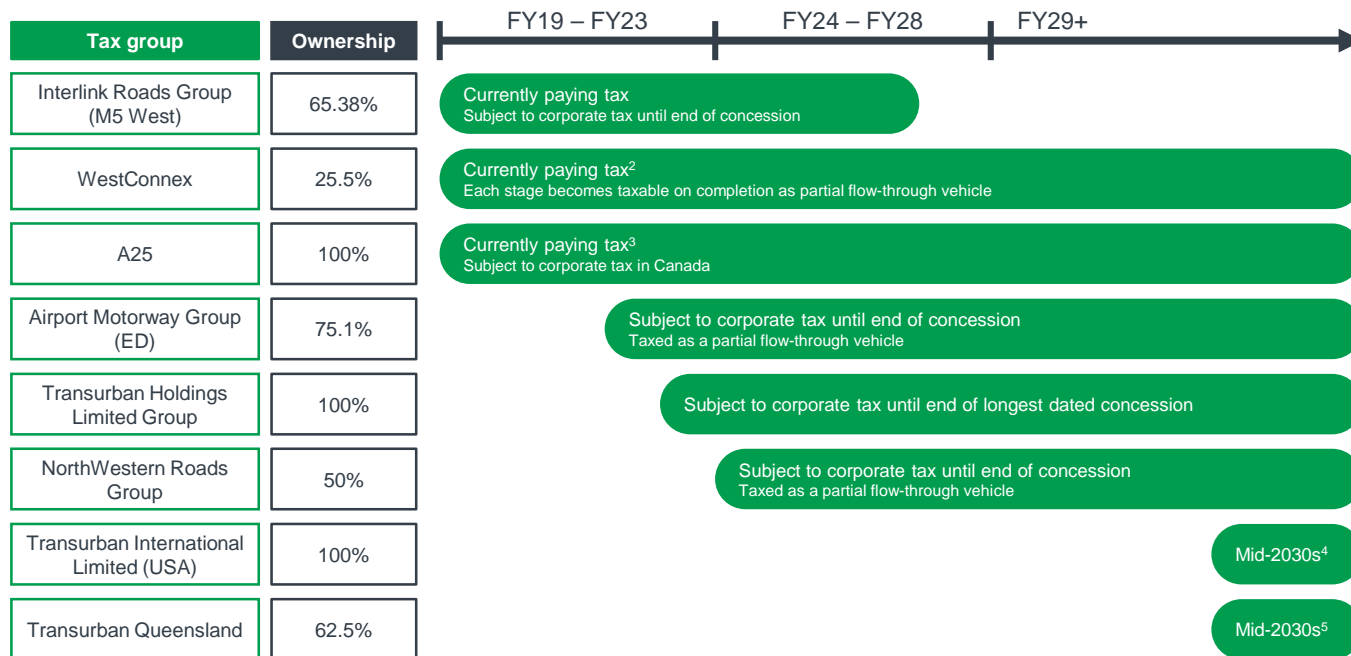 FY19 – FY23
FY24 – FY28
FY29+
Tax group
Ownership
Interlink Roads Group
(M5 West)
65.38%
Currently paying tax
Subject to corporate tax until end of concession
WestConnex
25.5%
Currently paying tax²
Each stage becomes taxable on completion as partial flow-through vehicle
A25
100%
Currently paying tax³
Subject to corporate tax in Canada
Airport Motorway Group
(ED)
75.1%
Subject to corporate tax until end of concession
Taxed as a partial flow-through vehicle
Transurban Holdings
Limited Group
100%
Subject to corporate tax until end of longest dated concession
NorthWestern Roads
Group
50%
Subject to corporate tax until end of concession
Taxed as a partial flow-through vehicle
Transurban International
Limited (USA)
100%
Mid-2030s⁴
Transurban Queensland
62.5%
Mid-2030s⁵